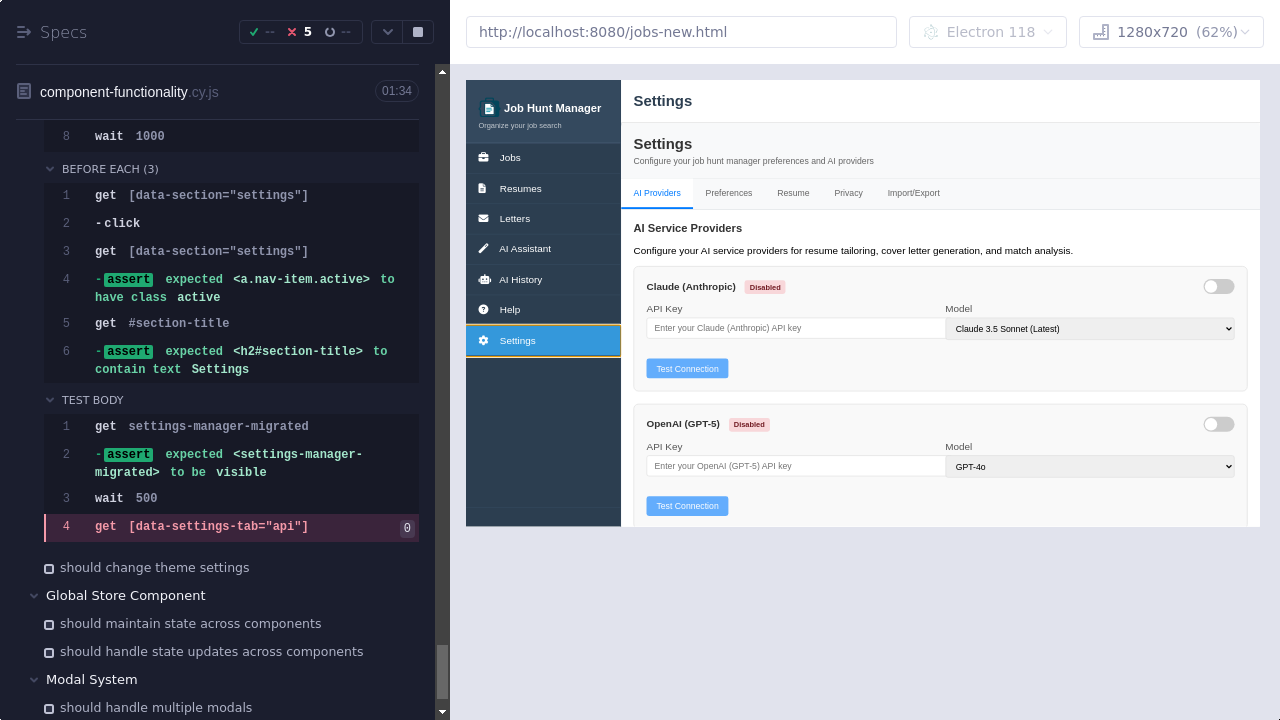 Specs
--
5
--
component-functionality.cy.js
01:34
8 wait 1000
BEFORE EACH (3)
1 get [data-section="settings"]
2 -click
3 get [data-section="settings"]
4 -assert expected <a.nav-item.active> to
have class active
5 get #section-title
6 -assert expected <h2#section-title> to
contain text Settings
TEST BODY
1 get settings-manager-migrated
2 -assert expected <settings-manager-
migrated> to be visible
3 wait 500
4 get [data-settings-tab="api"] 0
should change theme settings
Global Store Component
should maintain state across components
should handle state updates across components
Modal System
should handle multiple modals
http://localhost:8080/jobs-new.html
Electron 118
1280x720 (62%)
Job Hunt Manager
Organize your job search
Jobs
Resumes
Letters
AI Assistant
AI History
Help
Settings
Settings
Settings
Configure your job hunt manager preferences and AI providers
AI Providers Preferences Resume Privacy Import/Export
AI Service Providers
Configure your AI service providers for resume tailoring, cover letter generation, and match analysis.
Claude (Anthropic) Disabled
API Key Model
Enter your Claude (Anthropic) API key Claude 3.5 Sonnet (Latest)
Test Connection
OpenAI (GPT-5) Disabled
API Key Model
Enter your OpenAI (GPT-5) API key GPT-4o
Test Connection